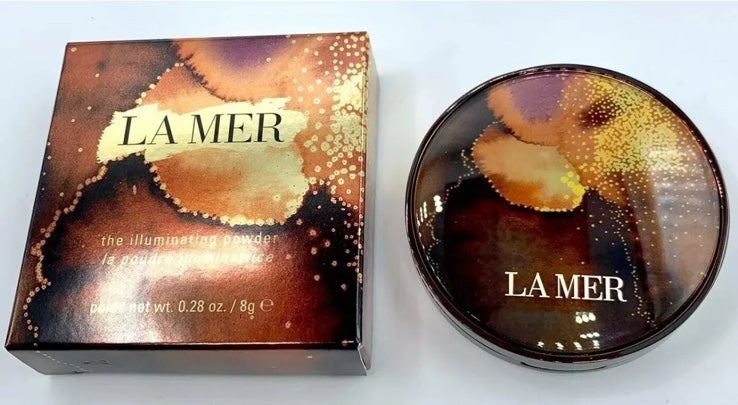 LA MER
the illuminating powder
la poudre illuminatrice
poids net wt. 0.28 oz. / 8g ℮
LA MER